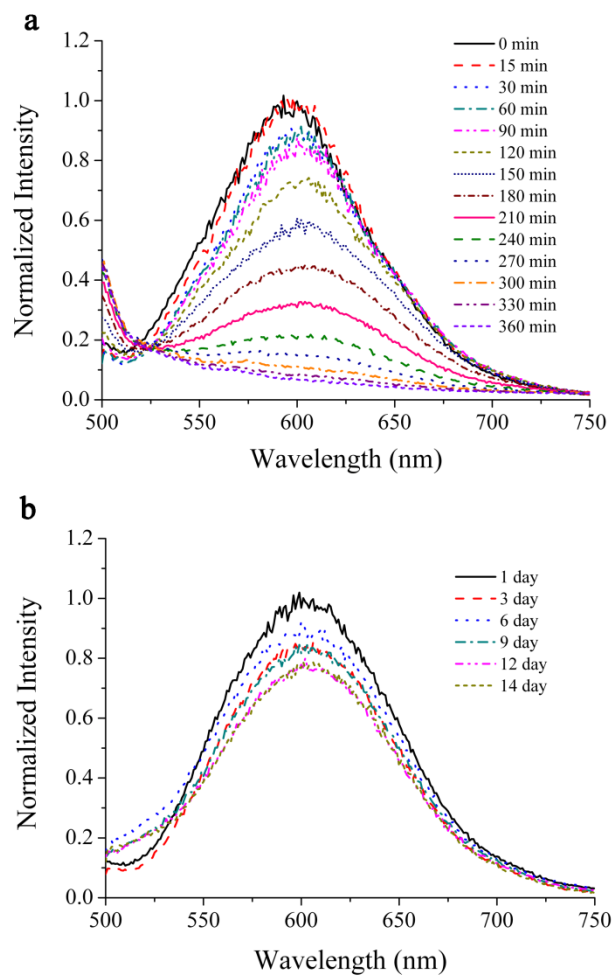 a
1.2
1.0
0.8
0.6
0.4
0.2
0.0
Normalized Intensity
500 550 600 650 700 750
Wavelength (nm)
0 min
15 min
30 min
60 min
90 min
120 min
150 min
180 min
210 min
240 min
270 min
300 min
330 min
360 min
b
1.2
1.0
0.8
0.6
0.4
0.2
0.0
Normalized Intensity
500 550 600 650 700 750
Wavelength (nm)
1 day
3 day
6 day
9 day
12 day
14 day